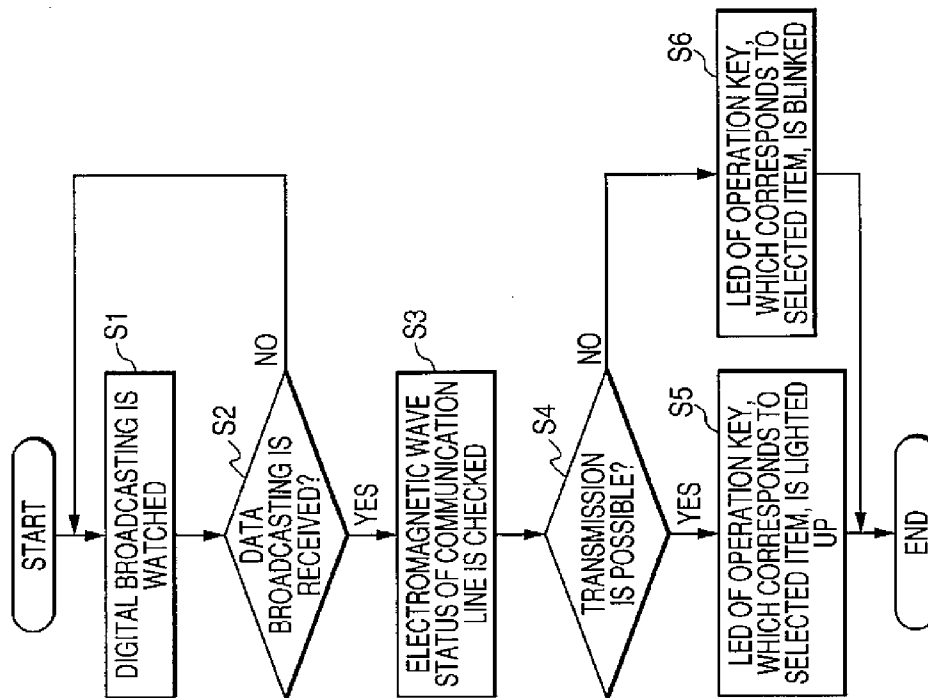 START
S1
DIGITAL BROADCASTING IS
WATCHED
S2
DATA
BROADCASTING IS
RECEIVED?
NO
YES
S3
ELECTROMAGNETIC WAVE
STATUS OF COMMUNICATION
LINE IS CHECKED
S4
TRANSMISSION
IS POSSIBLE?
NO
YES
S5
LED OF OPERATION KEY,
WHICH CORRESPONDS TO
SELECTED ITEM, IS LIGHTED
UP
S6
LED OF OPERATION KEY,
WHICH CORRESPONDS TO
SELECTED ITEM, IS BLINKED
END